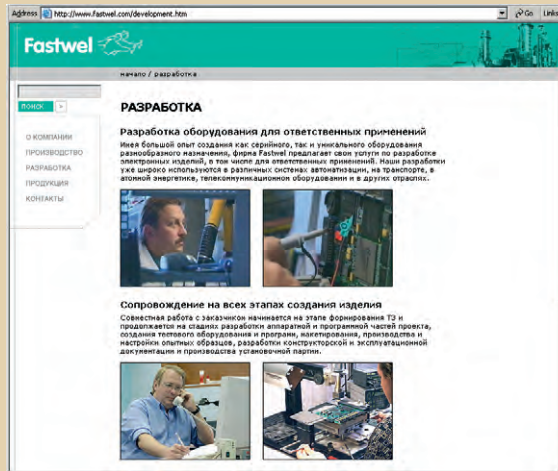 Address http://www.fastwel.com/development.htm Go Links
Fastwel
начало / разработка
ПОИСК >
РАЗРАБОТКА
О КОМПАНИИ
ПРОИЗВОДСТВО
РАЗРАБОТКА
ПРОДУКЦИЯ
КОНТАКТЫ
Разработка оборудования для ответственных применений
Имея большой опыт создания как серийного, так и уникального оборудования
разнообразного назначения, фирма Fastwel предлагает свои услуги по разработке
электронных изделий, в том числе для ответственных применений. Наши разработки
уже широко используются в различных системах автоматизации, на транспорте, в
атомной энергетике, телекоммуникационном оборудовании и в других отраслях.
Сопровождение на всех этапах создания изделия
Совместная работа с заказчиком начинается на этапе формирования ТЗ и
продолжается на стадиях разработки аппаратной и программной частей проекта,
создания тестового оборудования и программ, макетирования, производства и
настройки опытных образцов, разработки конструкторской и эксплуатационной
документации и производства установочной партии.